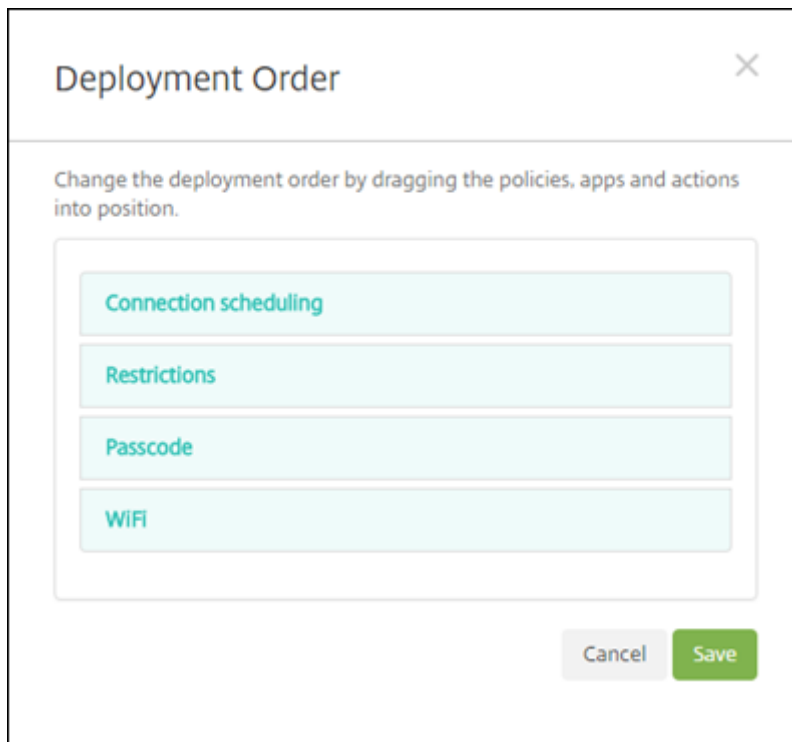 Deployment Order
Change the deployment order by dragging the policies, apps and actions
into position.
Connection scheduling
Restrictions
Passcode
WiFi
Cancel
Save